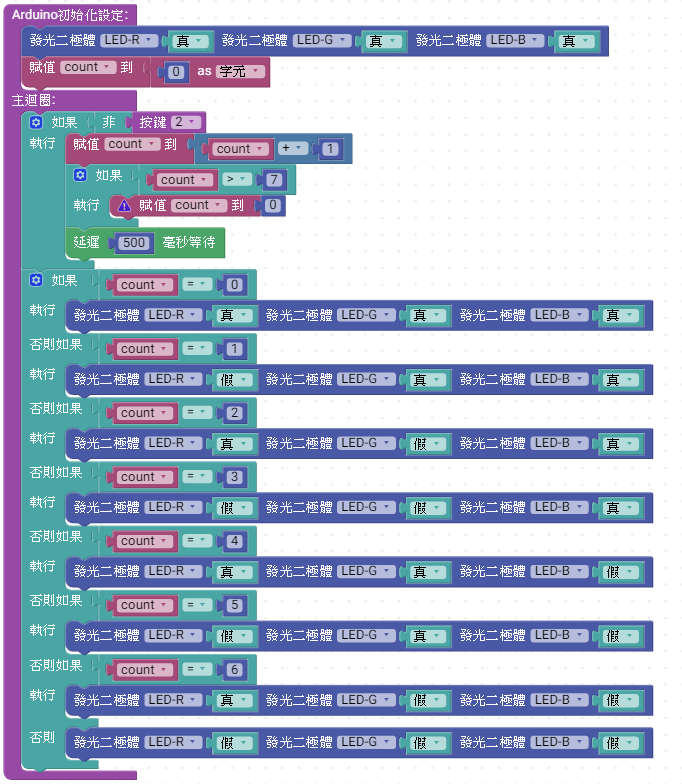 Arduino初始化設定:
發光二極體 LED-R 真 發光二極體 LED-G 真 發光二極體 LED-B 真
賦值 count 到 0 as 字元
主迴圈:
如果 非 按鍵 2
執行 賦值 count 到 count + 1
如果 count > 7
執行 賦值 count 到 0
延遲 500 毫秒等待
如果 count = 0
執行 發光二極體 LED-R 真 發光二極體 LED-G 真 發光二極體 LED-B 真
否則如果 count = 1
執行 發光二極體 LED-R 假 發光二極體 LED-G 真 發光二極體 LED-B 真
否則如果 count = 2
執行 發光二極體 LED-R 真 發光二極體 LED-G 假 發光二極體 LED-B 真
否則如果 count = 3
執行 發光二極體 LED-R 假 發光二極體 LED-G 假 發光二極體 LED-B 真
否則如果 count = 4
執行 發光二極體 LED-R 真 發光二極體 LED-G 真 發光二極體 LED-B 假
否則如果 count = 5
執行 發光二極體 LED-R 假 發光二極體 LED-G 真 發光二極體 LED-B 假
否則如果 count = 6
執行 發光二極體 LED-R 真 發光二極體 LED-G 假 發光二極體 LED-B 假
否則 發光二極體 LED-R 假 發光二極體 LED-G 假 發光二極體 LED-B 假